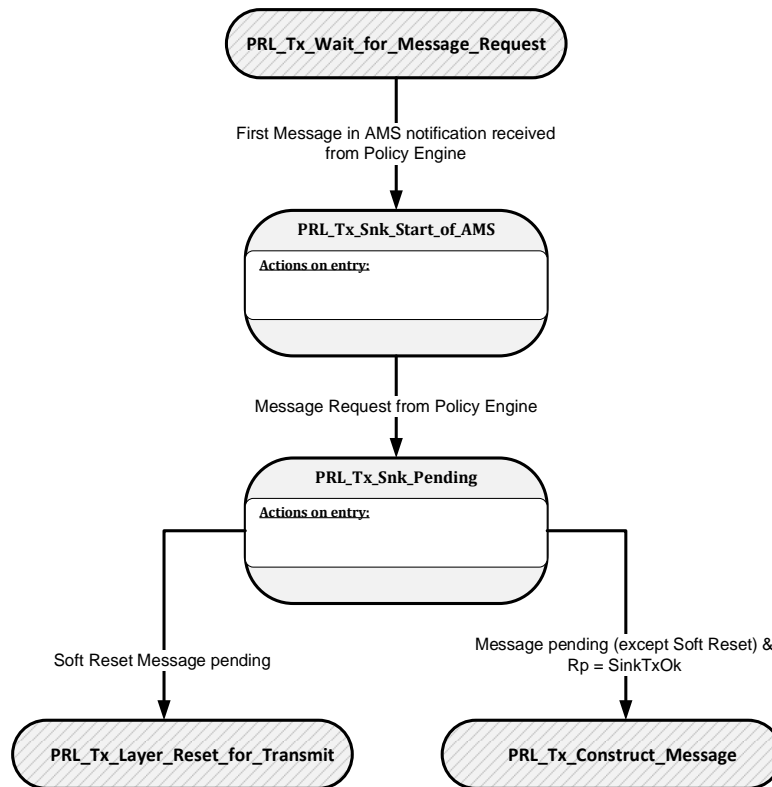 PRL_Tx_Wait_for_Message_Request
First Message in AMS notification received
from Policy Engine
PRL_Tx_Snk_Start_of_AMS
Actions on entry:
Message Request from Policy Engine
PRL_Tx_Snk_Pending
Actions on entry:
Soft Reset Message pending
Message pending (except Soft Reset) &
Rp = SinkTxOk
PRL_Tx_Layer_Reset_for_Transmit
PRL_Tx_Construct_Message